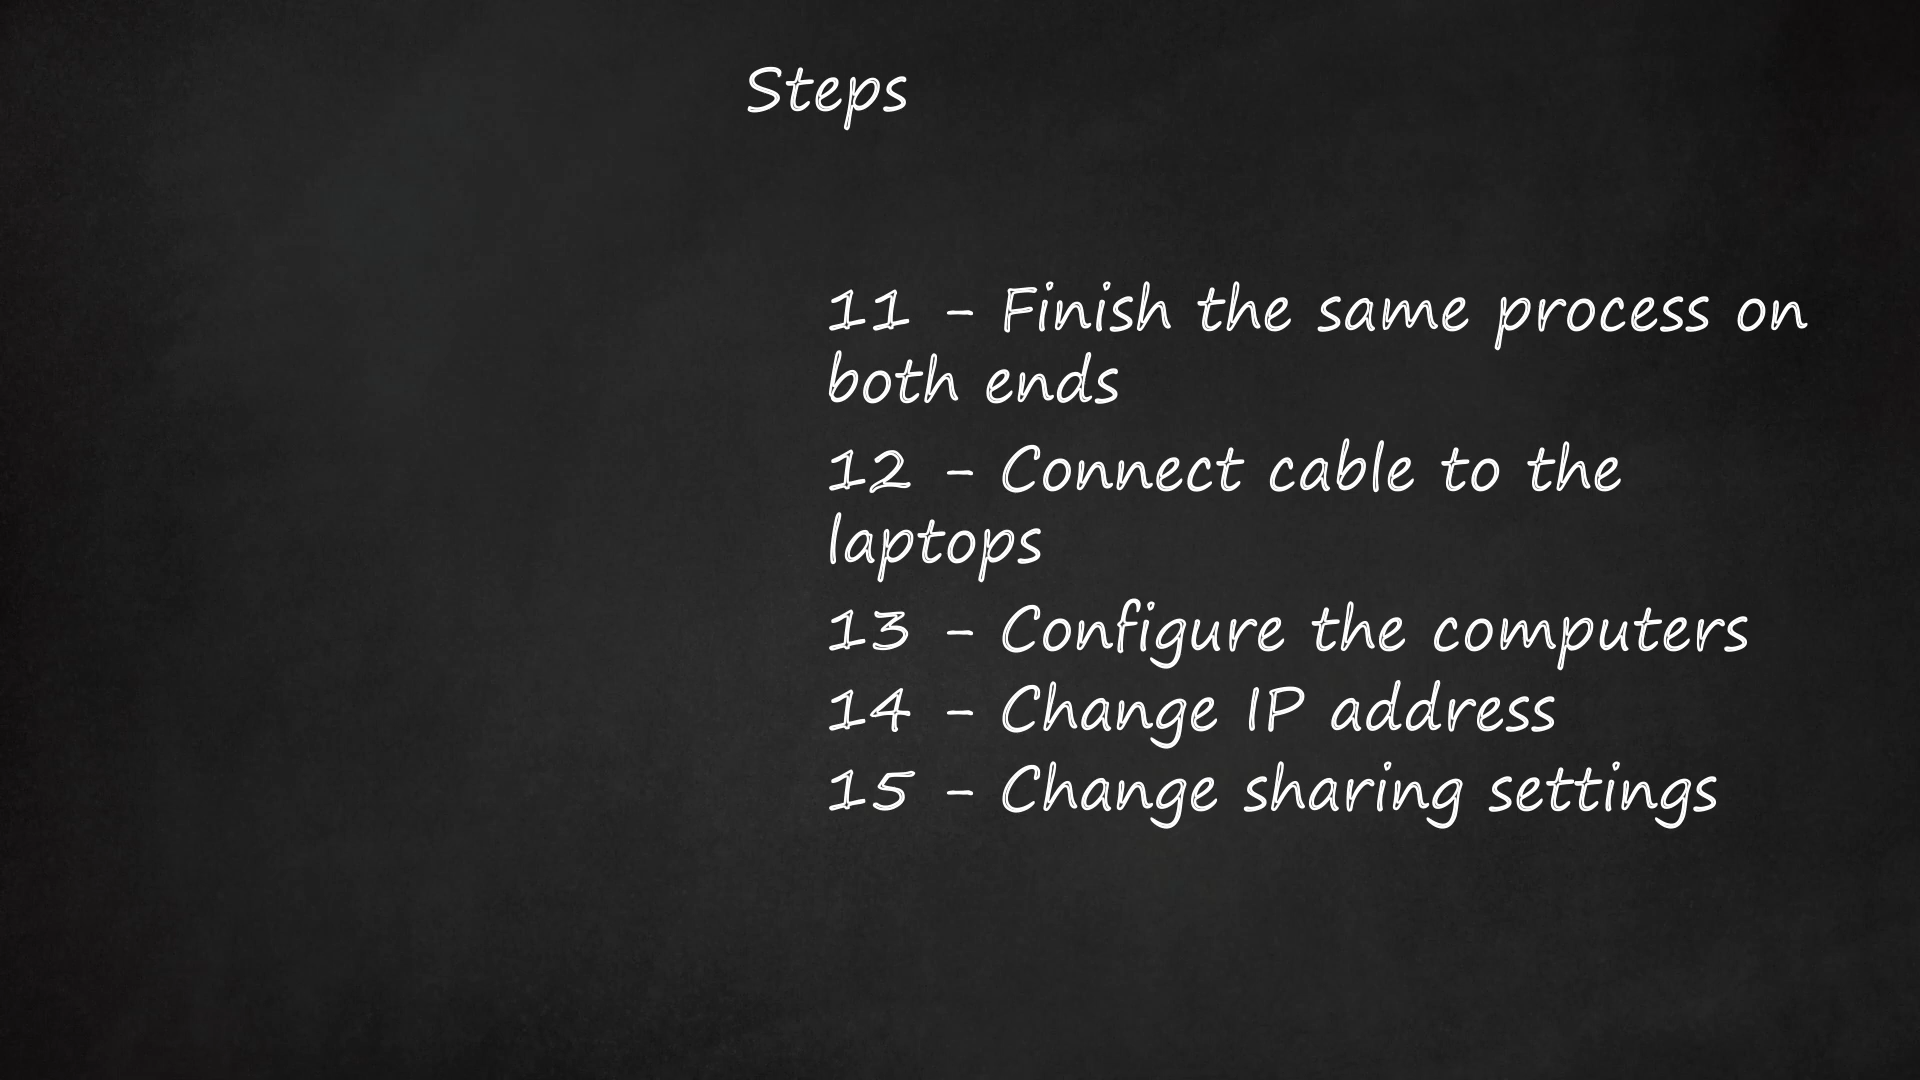 Steps
11 - Finish the same process on
both ends
12 - Connect cable to the
laptops
13 - Configure the computers
14 - Change IP address
15 - Change sharing settings